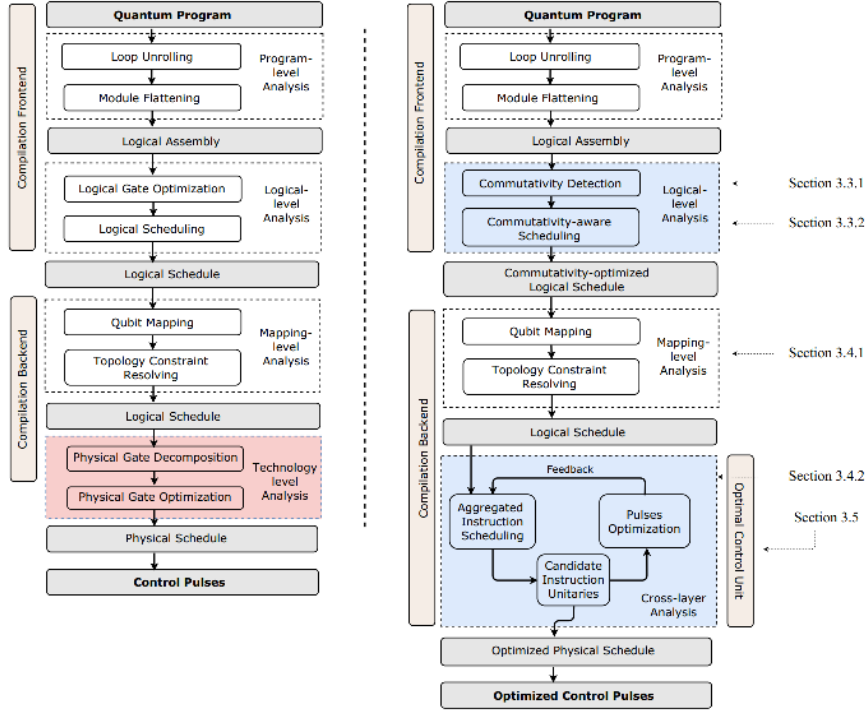 Quantum Program
Compilation Frontend
Loop Unrolling
Module Flattening
Program-
level
Analysis
Logical Assembly
Logical Gate Optimization
Logical Scheduling
Logical-
level
Analysis
Logical Schedule
Compilation Backend
Qubit Mapping
Topology Constraint
Resolving
Mapping-
level
Analysis
Logical Schedule
Physical Gate Decomposition
Physical Gate Optimization
Technology
level
Analysis
Physical Schedule
Control Pulses
Quantum Program
Compilation Frontend
Loop Unrolling
Module Flattening
Program-
level
Analysis
Logical Assembly
Commutativity Detection
Commutativity-aware
Scheduling
Logical-
level
Analysis
Section 3.3.1
Section 3.3.2
Commutativity-optimized
Logical Schedule
Compilation Backend
Qubit Mapping
Topology Constraint
Resolving
Mapping-
level
Analysis
Section 3.4.1
Logical Schedule
Feedback
Aggregated
Instruction
Scheduling
Pulses
Optimization
Candidate
Instruction
Unitaries
Cross-layer
Analysis
Optimal Control Unit
Section 3.4.2
Section 3.5
Optimized Physical Schedule
Optimized Control Pulses